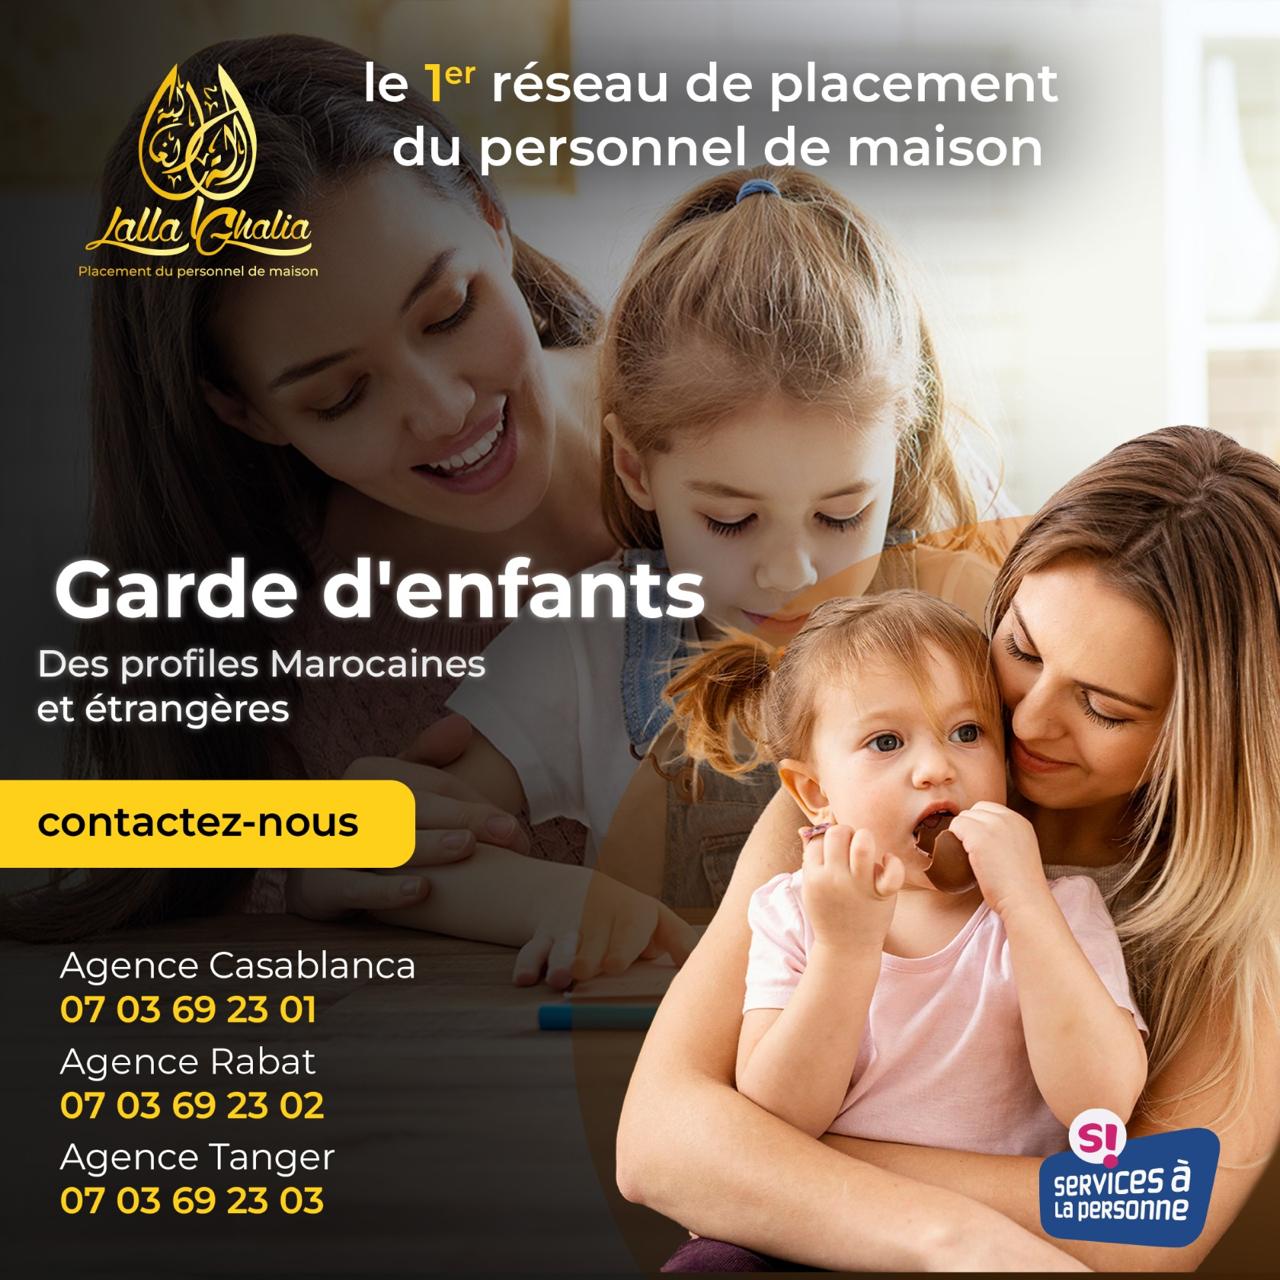 le 1er réseau de placement
du personnel de maison
Lalla Ghalia
Placement du personnel de maison
Garde d'enfants
Des profiles Marocaines
et étrangères
contactez-nous
Agence Casablanca
07 03 69 23 01
Agence Rabat
07 03 69 23 02
Agence Tanger
07 03 69 23 03
S!
services à
la personne